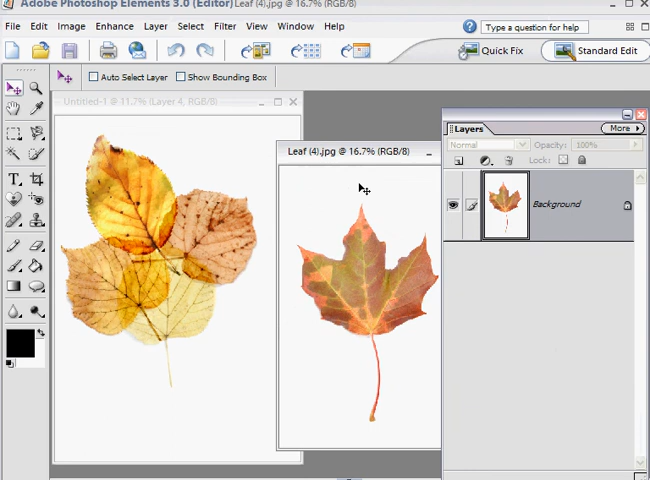 Adobe Photoshop Elements 3.0 (Editor) Leaf (4).jpg @ 16.7% (RGB/8)
File Edit Image Enhance Layer Select Filter View Window Help
Type a question for help
Quick Fix Standard Edit
Auto Select Layer Show Bounding Box
Untitled-1 @ 11.7% (Layer 4, RGB/8)
Leaf (4).jpg @ 16.7% (RGB/8)
Layers More
Normal Opacity: 100%
Lock:
Background
T